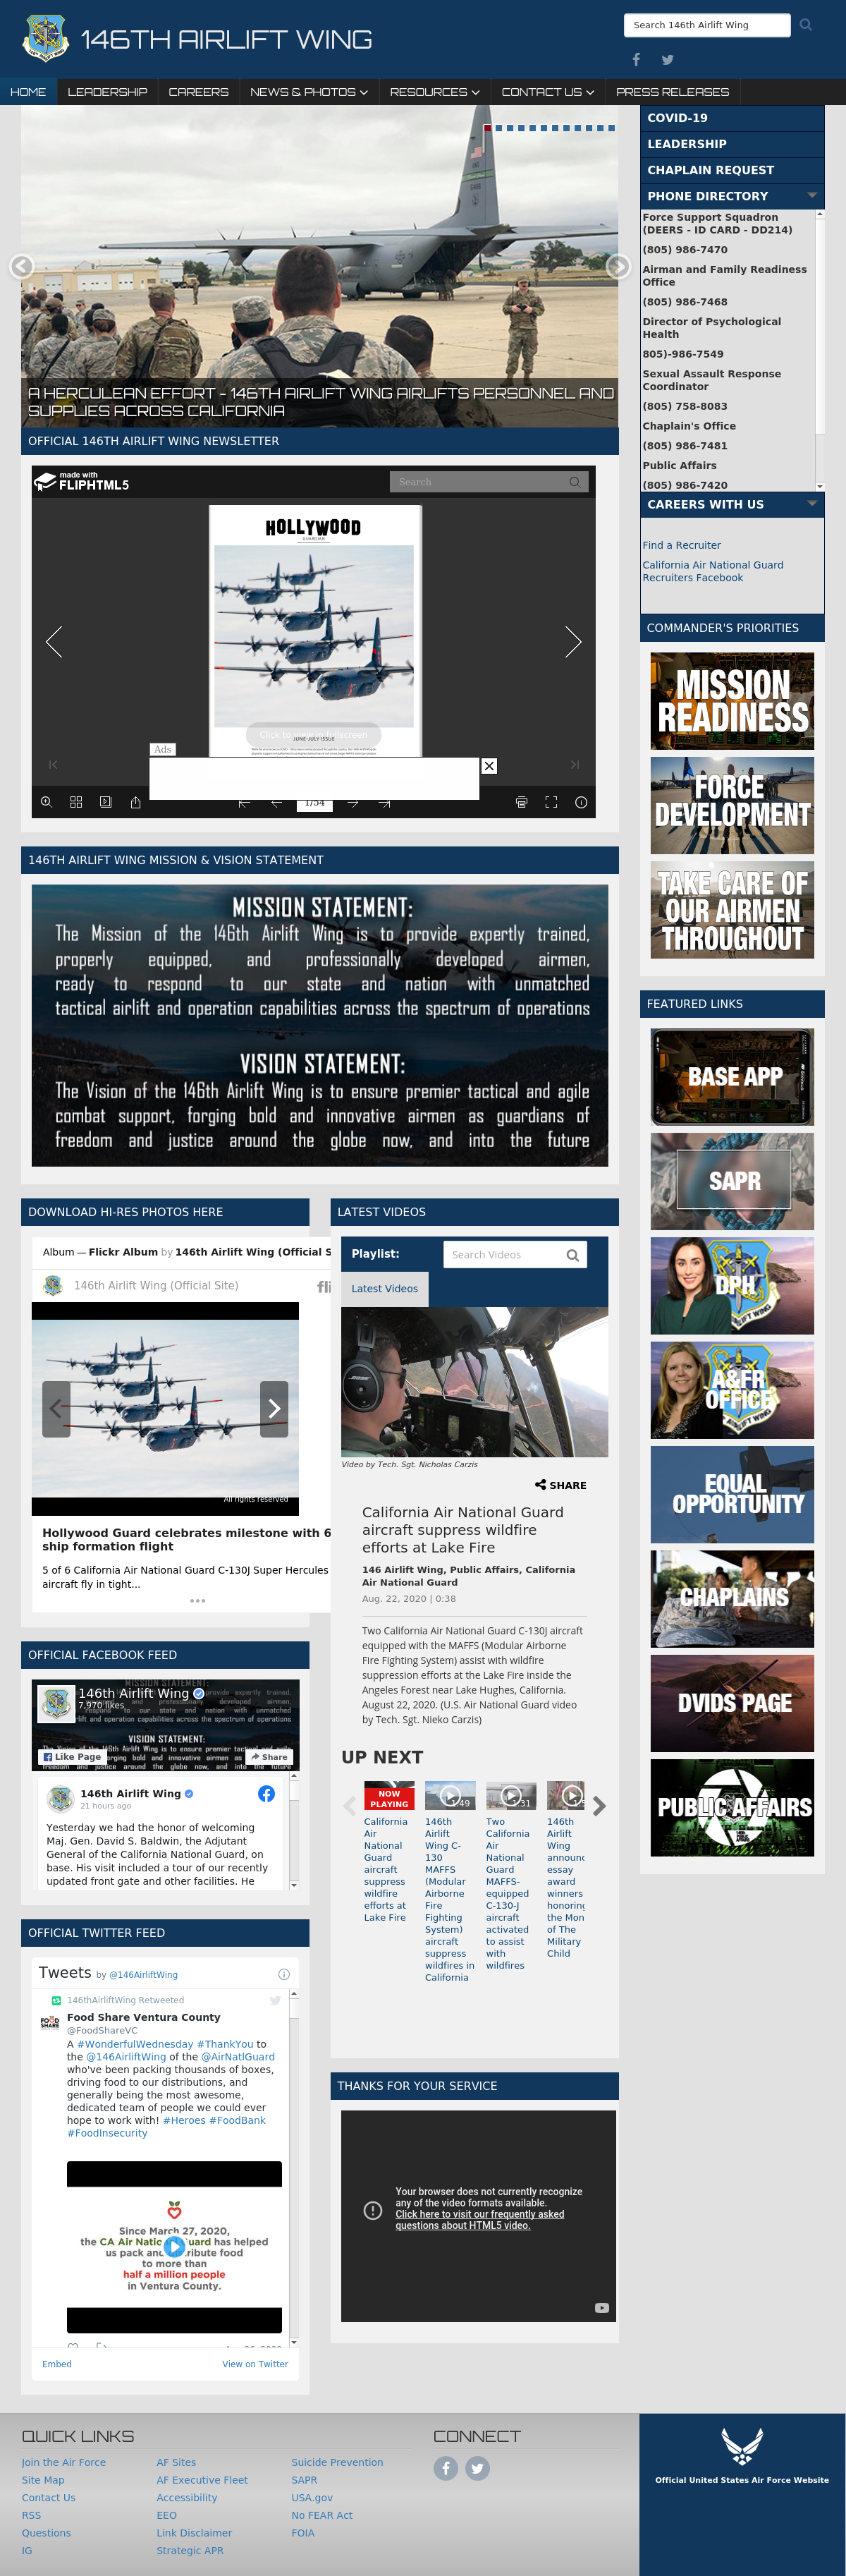 146TH AIRLIFT WING
Search 146th Airlift Wing
HOME
LEADERSHIP
CAREERS
NEWS & PHOTOS
RESOURCES
CONTACT US
PRESS RELEASES
A HERCULEAN EFFORT - 146TH AIRLIFT WING AIRLIFTS PERSONNEL AND
SUPPLIES ACROSS CALIFORNIA
OFFICIAL 146TH AIRLIFT WING NEWSLETTER
made with
FLIPHTML5
Search
HOLLYWOOD
GUARDIAN
Click to view in fullscreen
JUNE-JULY ISSUE
Ads
1/54
146TH AIRLIFT WING MISSION & VISION STATEMENT
MISSION STATEMENT:
The Mission of the 146th Airlift Wing is to provide expertly trained,
properly equipped, and innovative airmen,
ready to respond to our state and nation with unmatched
tactical airlift and operation capabilities across the spectrum of operations
VISION STATEMENT:
The Vision of the 146th Airlift Wing is to ensure premier tactical and agile
combat support, forging bold and innovative airmen as guardians of
freedom and justice around the globe now, and into the future
DOWNLOAD HI-RES PHOTOS HERE
Album — Flickr Album by 146th Airlift Wing (Official S
146th Airlift Wing (Official Site)
fli
All rights reserved
Hollywood Guard celebrates milestone with 6
ship formation flight
5 of 6 California Air National Guard C-130J Super Hercules
aircraft fly in tight...
OFFICIAL FACEBOOK FEED
146th Airlift Wing
7,970 likes
Like Page
Share
146th Airlift Wing
21 hours ago
Yesterday we had the honor of welcoming
Maj. Gen. David S. Baldwin, the Adjutant
General of the California National Guard, on
base. His visit included a tour of our recently
updated front gate and other facilities. He
OFFICIAL TWITTER FEED
Tweets by @146AirliftWing
146thAirliftWing Retweeted
FOOD SHARE
Food Share Ventura County
@FoodShareVC
A #WonderfulWednesday #ThankYou to
the @146AirliftWing of the @AirNatlGuard
who've been packing thousands of boxes,
driving food to our distributions, and
generally being the most awesome,
dedicated team of people we could ever
hope to work with! #Heroes #FoodBank
#FoodInsecurity
Since March 27, 2020,
the CA Air National Guard has helped
us pack and distribute food
to more than
half a million people
in Ventura County.
Embed
View on Twitter
LATEST VIDEOS
Playlist:
Search Videos
Latest Videos
Video by Tech. Sgt. Nicholas Carzis
SHARE
California Air National Guard
aircraft suppress wildfire
efforts at Lake Fire
146 Airlift Wing, Public Affairs, California
Air National Guard
Aug. 22, 2020 | 0:38
Two California Air National Guard C-130J aircraft
equipped with the MAFFS (Modular Airborne
Fire Fighting System) assist with wildfire
suppression efforts at the Lake Fire inside the
Angeles Forest near Lake Hughes, California.
August 22, 2020. (U.S. Air National Guard video
by Tech. Sgt. Nieko Carzis)
UP NEXT
NOW
PLAYING
California
Air
National
Guard
aircraft
suppress
wildfire
efforts at
Lake Fire
1:49
146th
Airlift
Wing C-
130
MAFFS
(Modular
Airborne
Fire
Fighting
System)
aircraft
suppress
wildfires in
California
1:31
Two
California
Air
National
Guard
MAFFS-
equipped
C-130-J
aircraft
activated
to assist
with
wildfires
146th
Airlift
Wing
announc
essay
award
winners
honoring
the Mon
of The
Military
Child
THANKS FOR YOUR SERVICE
Your browser does not currently recognize
any of the video formats available.
Click here to visit our frequently asked
questions about HTML5 video.
COVID-19
LEADERSHIP
CHAPLAIN REQUEST
PHONE DIRECTORY
Force Support Squadron
(DEERS - ID CARD - DD214)
(805) 986-7470
Airman and Family Readiness
Office
(805) 986-7468
Director of Psychological
Health
805)-986-7549
Sexual Assault Response
Coordinator
(805) 758-8083
Chaplain's Office
(805) 986-7481
Public Affairs
(805) 986-7420
CAREERS WITH US
Find a Recruiter
California Air National Guard
Recruiters Facebook
COMMANDER'S PRIORITIES
MISSION
READINESS
FORCE
DEVELOPMENT
TAKE CARE OF
OUR AIRMEN
THROUGHOUT
FEATURED LINKS
BASE APP
SAPR
DPH
A&FR
OFFICE
EQUAL
OPPORTUNITY
CHAPLAINS
DVIDS PAGE
PUBLIC AFFAIRS
QUICK LINKS
Join the Air Force
Site Map
Contact Us
RSS
Questions
IG
AF Sites
AF Executive Fleet
Accessibility
EEO
Link Disclaimer
Strategic APR
Suicide Prevention
SAPR
USA.gov
No FEAR Act
FOIA
CONNECT
Official United States Air Force Website